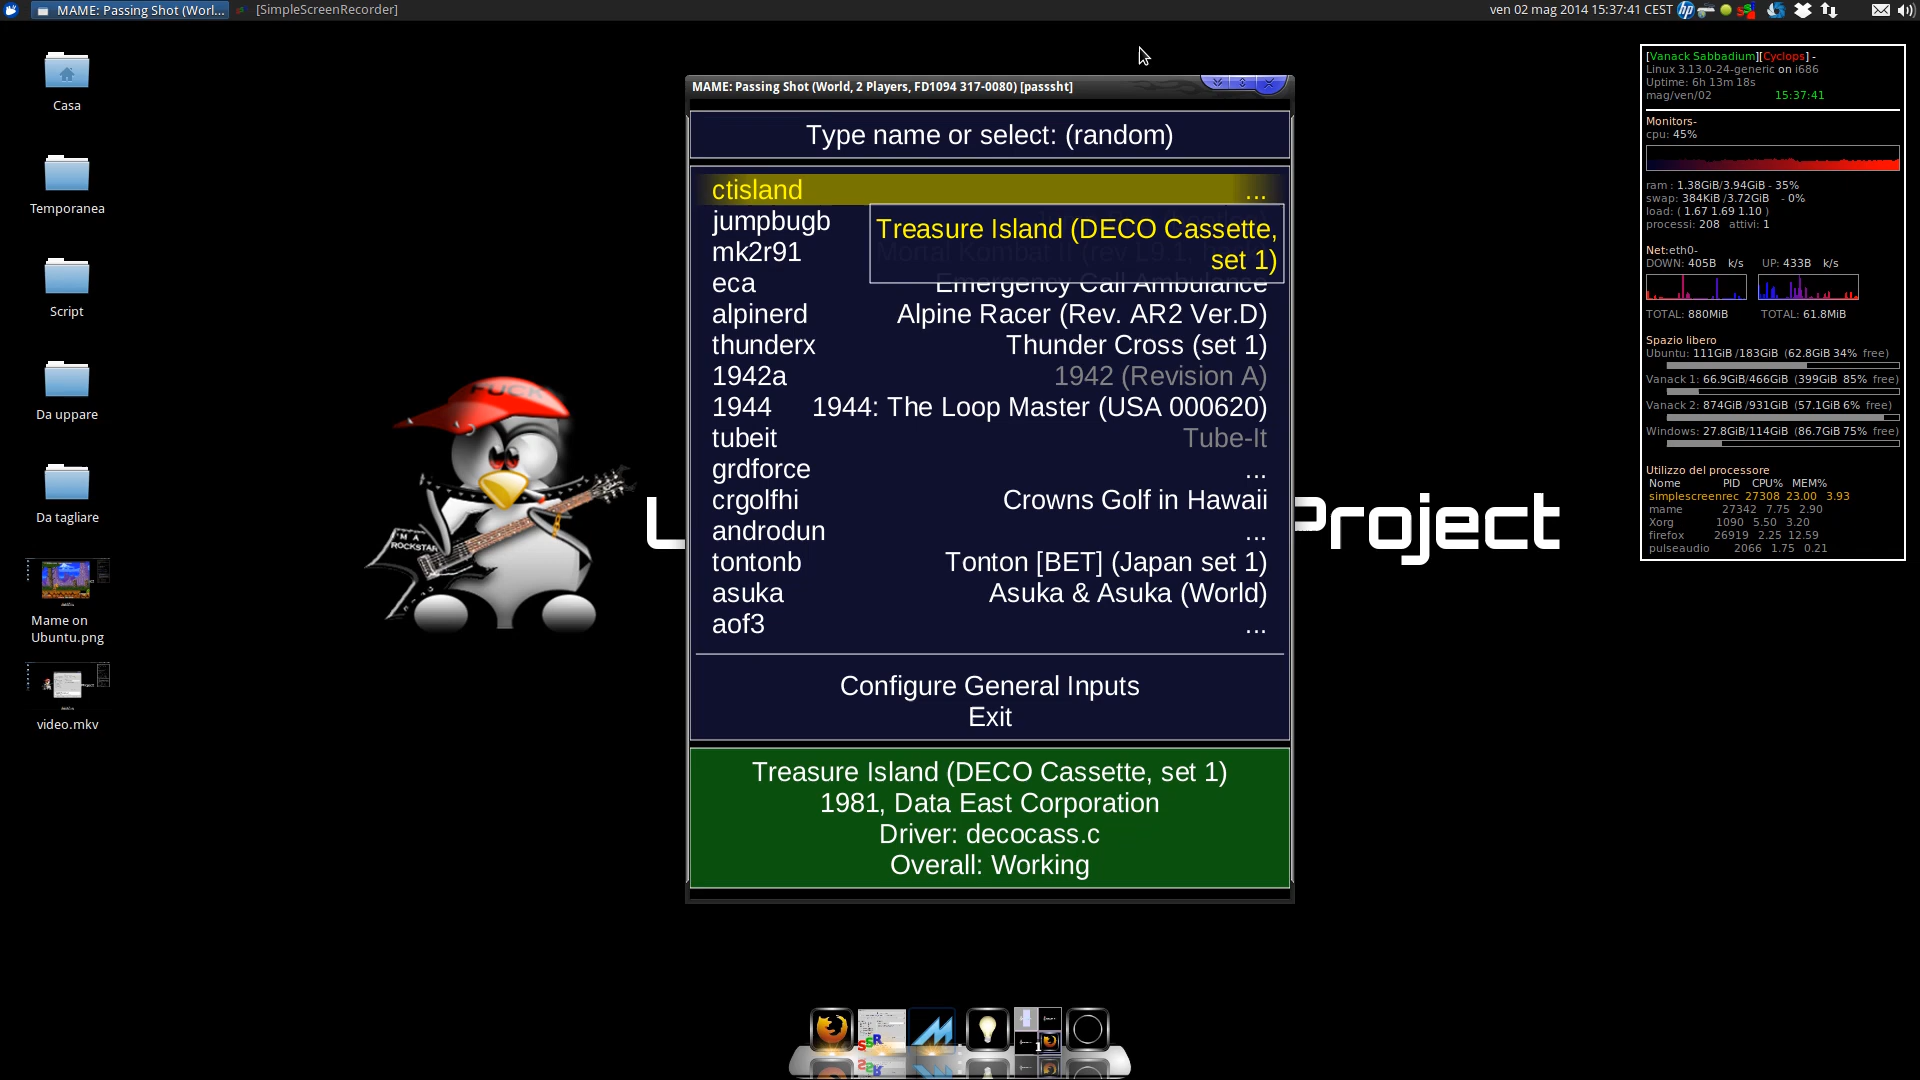 MAME: Passing Shot (Worl...
[SimpleScreenRecorder]
ven 02 mag 2014 15:37:41 CEST
Casa
Temporanea
Script
Da uppare
Da tagliare
Mame on
Ubuntu.png
video.mkv
FUCK
I'M A
ROCKSTAR
Project
MAME: Passing Shot (World, 2 Players, FD1094 317-0080) [passsht]
Type name or select: (random)
ctisland ...
Treasure Island (DECO Cassette,
set 1)
jumpbugb
mk2r91
eca Emergency Call Ambulance
alpinerd Alpine Racer (Rev. AR2 Ver.D)
thunderx Thunder Cross (set 1)
1942a 1942 (Revision A)
1944 1944: The Loop Master (USA 000620)
tubeit Tube-It
grdforce ...
crgolfhi Crowns Golf in Hawaii
androdun ...
tontonb Tonton [BET] (Japan set 1)
asuka Asuka & Asuka (World)
aof3 ...
Configure General Inputs
Exit
Treasure Island (DECO Cassette, set 1)
1981, Data East Corporation
Driver: decocass.c
Overall: Working
[Vanack Sabbadium][Cyclops] -
Linux 3.13.0-24-generic on i686
Uptime: 6h 13m 18s
mag/ven/02 15:37:41
Monitors-
cpu: 45%
ram : 1.38GiB/3.94GiB - 35%
swap: 384KiB /3.72GiB - 0%
load: ( 1.67 1.69 1.10 )
processi: 208 attivi: 1
Net:eth0-
DOWN: 405B k/s UP: 433B k/s
TOTAL: 880MiB TOTAL: 61.8MiB
Spazio libero
Ubuntu: 111GiB /183GiB (62.8GiB 34% free)
Vanack 1: 66.9GiB/466GiB (399GiB 85% free)
Vanack 2: 874GiB /931GiB (57.1GiB 6% free)
Windows: 27.8GiB/114GiB (86.7GiB 75% free)
Utilizzo del processore
Nome PID CPU% MEM%
simplescreenrec 27308 23.00 3.93
mame 27342 7.75 2.90
Xorg 1090 5.50 3.20
firefox 26919 2.25 12.59
pulseaudio 2066 1.75 0.21